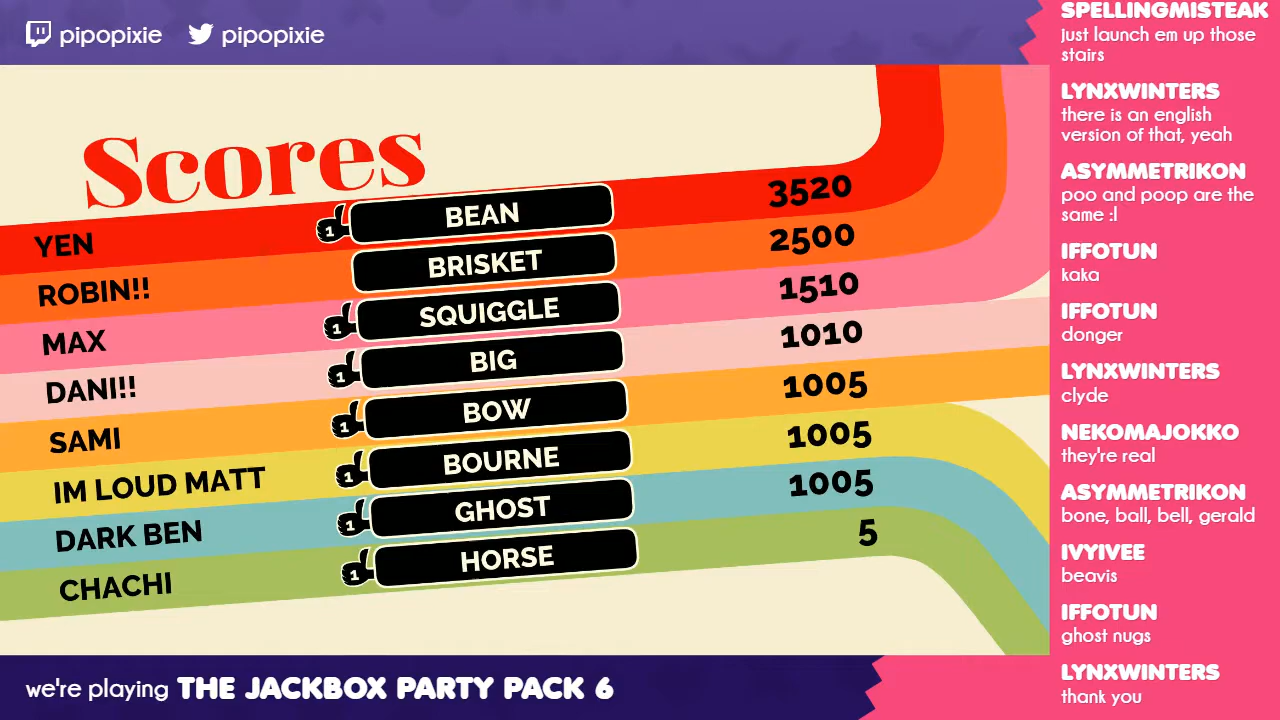 pipopixie pipopixie
Scores
YEN 1 BEAN 3520
ROBIN!! BRISKET 2500
MAX 1 SQUIGGLE 1510
DANI!! 1 BIG 1010
SAMI 1 BOW 1005
IM LOUD MATT 1 BOURNE 1005
DARK BEN 1 GHOST 1005
CHACHI 1 HORSE 5
we're playing THE JACKBOX PARTY PACK 6
SPELLINGMISTEAK
just launch em up those
stairs
LYNXWINTERS
there is an english
version of that, yeah
ASYMMETRIKON
poo and poop are the
same :l
IFFOTUN
kaka
IFFOTUN
donger
LYNXWINTERS
clyde
NEKOMAJOKKO
they're real
ASYMMETRIKON
bone, ball, bell, gerald
IVYIVEE
beavis
IFFOTUN
ghost nugs
LYNXWINTERS
thank you